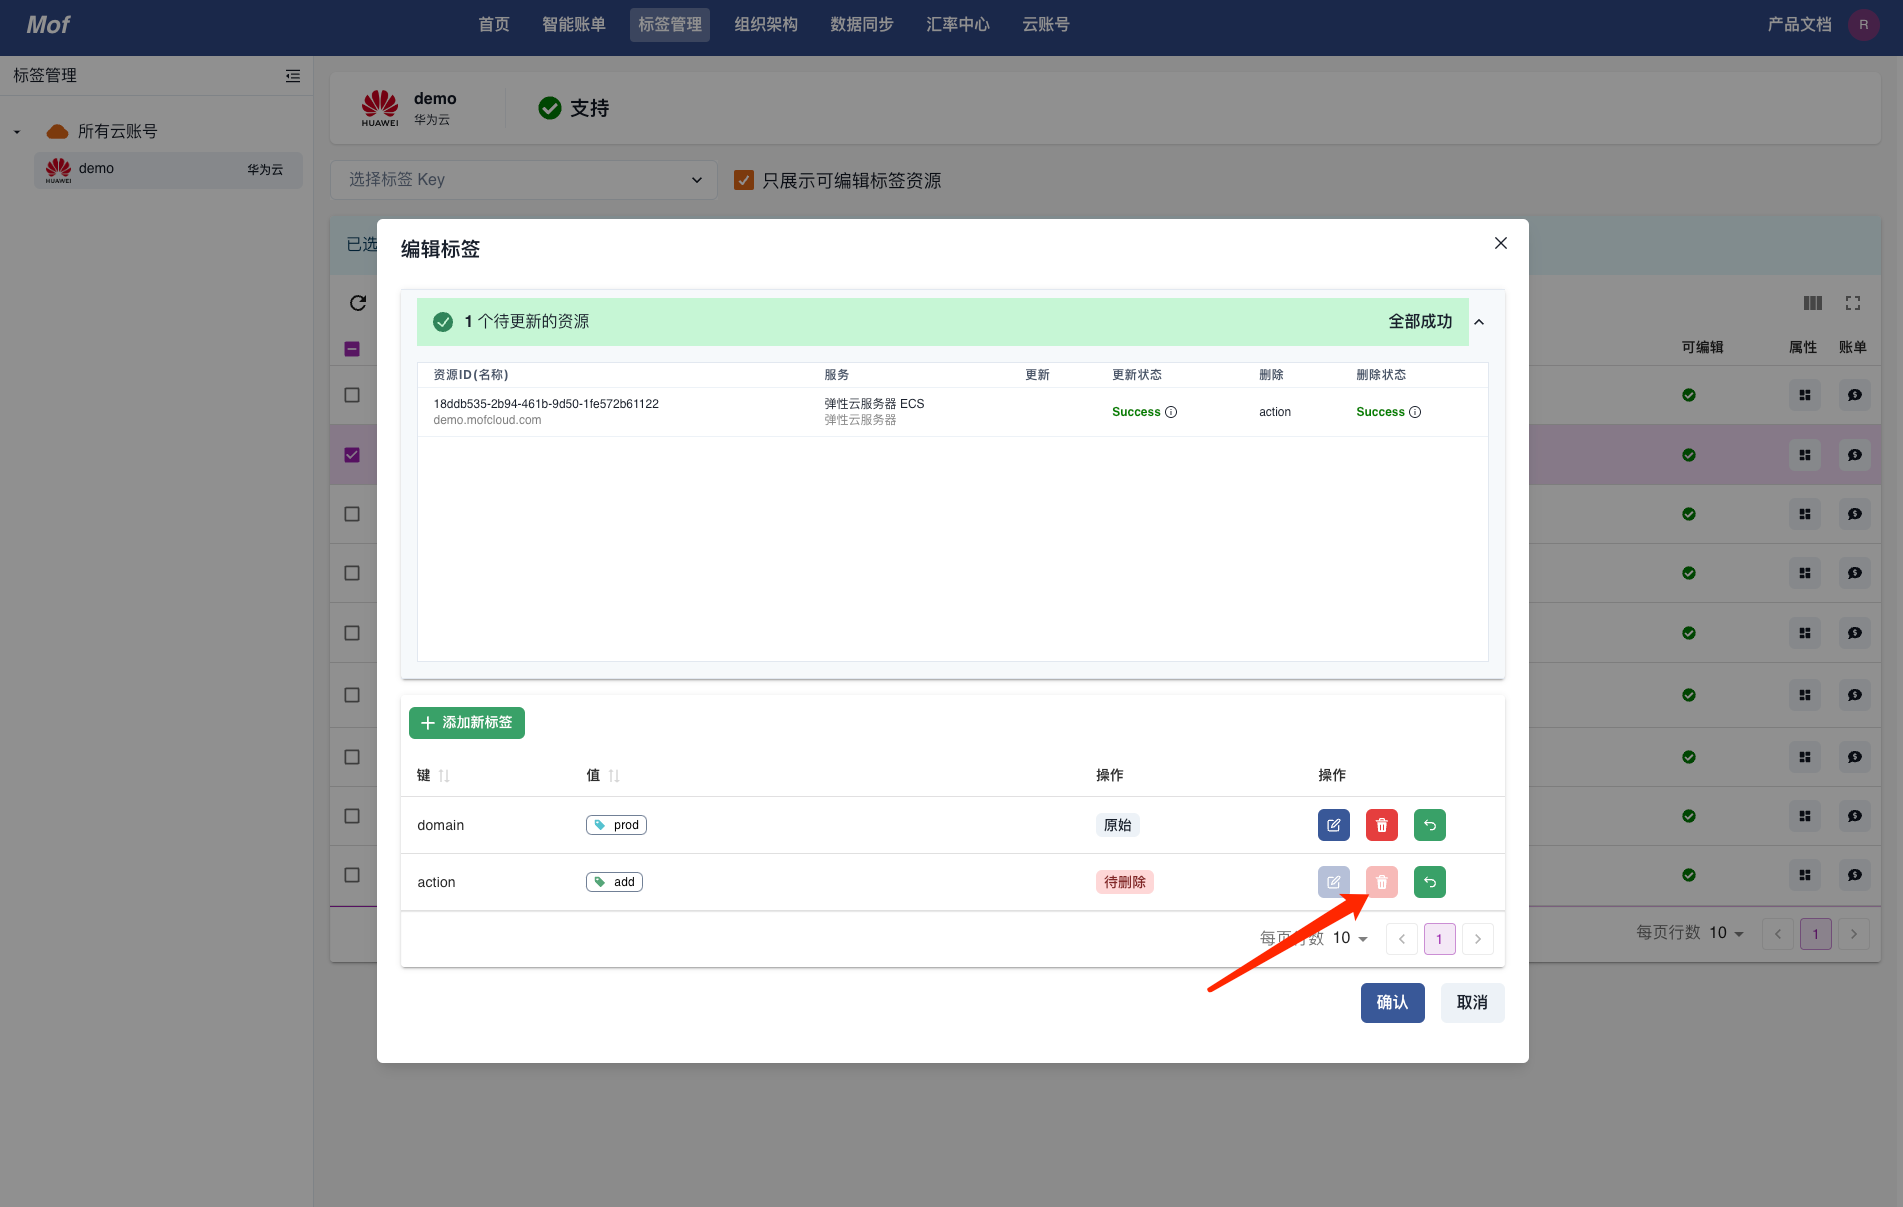 Mof
首页 智能账单 标签管理 组织架构 数据同步 汇率中心 云账号
产品文档 R
标签管理
所有云账号
HUAWEI demo 华为云
HUAWEI
demo
华为云
支持
选择标签 Key
只展示可编辑标签资源
已选
可编辑 属性 账单
编辑标签
1 个待更新的资源 全部成功
资源ID(名称) 服务 更新 更新状态 删除 删除状态
18ddb535-2b94-461b-9d50-1fe572b61122 弹性云服务器 ECS Success action Success
demo.mofcloud.com 弹性云服务器
添加新标签
键 值 操作 操作
domain prod 原始
action add 待删除
每页行数 10 1
每页行数 10 1
确认 取消